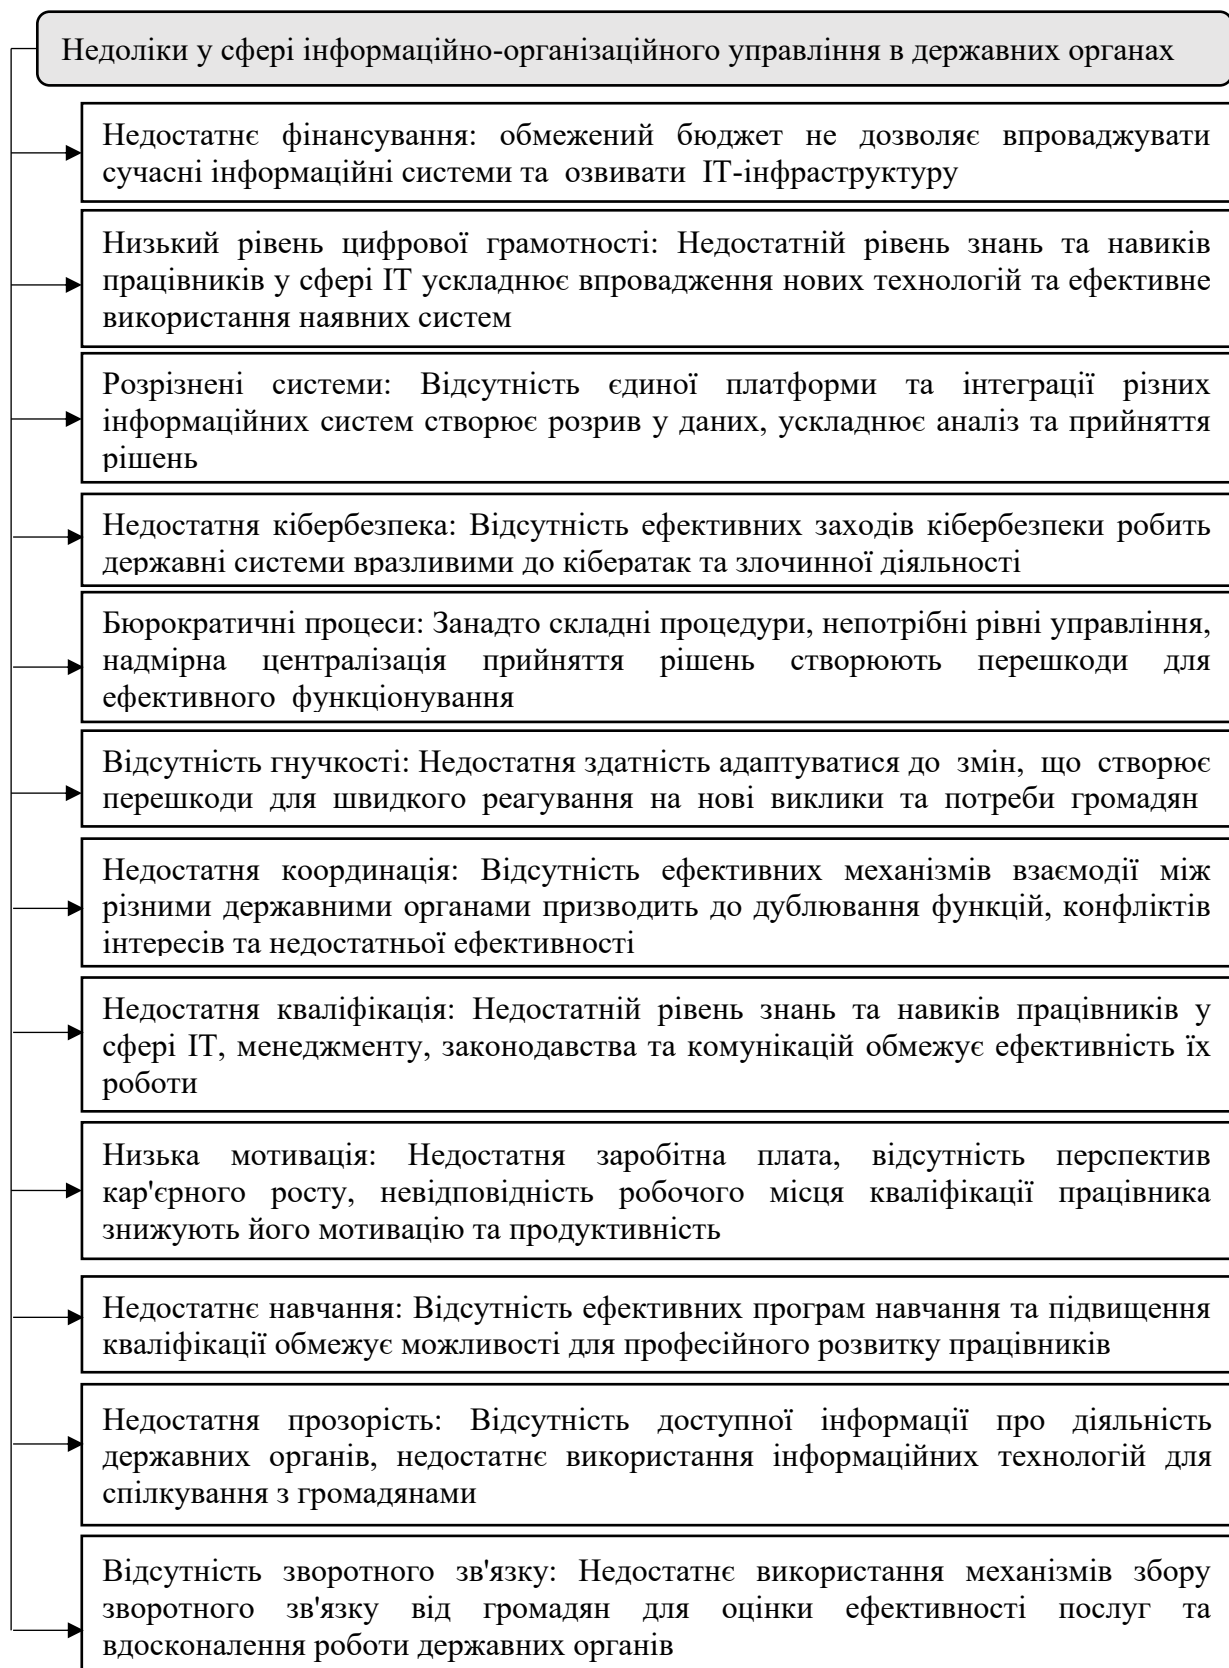 Недоліки у сфері інформаційно-організаційного управління в державних органах
Недостатнє фінансування: обмежений бюджет не дозволяє впроваджувати
сучасні інформаційні системи та озвивати ІТ-інфраструктуру
Низький рівень цифрової грамотності: Недостатній рівень знань та навиків
працівників у сфері ІТ ускладнює впровадження нових технологій та ефективне
використання наявних систем
Розрізнені системи: Відсутність єдиної платформи та інтеграції різних
інформаційних систем створює розрив у даних, ускладнює аналіз та прийняття
рішень
Недостатня кібербезпека: Відсутність ефективних заходів кібербезпеки робить
державні системи вразливими до кібератак та злочинної діяльності
Бюрократичні процеси: Занадто складні процедури, непотрібні рівні управління,
надмірна централізація прийняття рішень створюють перешкоди для
ефективного функціонування
Відсутність гнучкості: Недостатня здатність адаптуватися до змін, що створює
перешкоди для швидкого реагування на нові виклики та потреби громадян
Недостатня координація: Відсутність ефективних механізмів взаємодії між
різними державними органами призводить до дублювання функцій, конфліктів
інтересів та недостатньої ефективності
Недостатня кваліфікація: Недостатній рівень знань та навиків працівників у
сфері ІТ, менеджменту, законодавства та комунікацій обмежує ефективність їх
роботи
Низька мотивація: Недостатня заробітна плата, відсутність перспектив
кар'єрного росту, невідповідність робочого місця кваліфікації працівника
знижують його мотивацію та продуктивність
Недостатнє навчання: Відсутність ефективних програм навчання та підвищення
кваліфікації обмежує можливості для професійного розвитку працівників
Недостатня прозорість: Відсутність доступної інформації про діяльність
державних органів, недостатнє використання інформаційних технологій для
спілкування з громадянами
Відсутність зворотного зв'язку: Недостатнє використання механізмів збору
зворотного зв'язку від громадян для оцінки ефективності послуг та
вдосконалення роботи державних органів